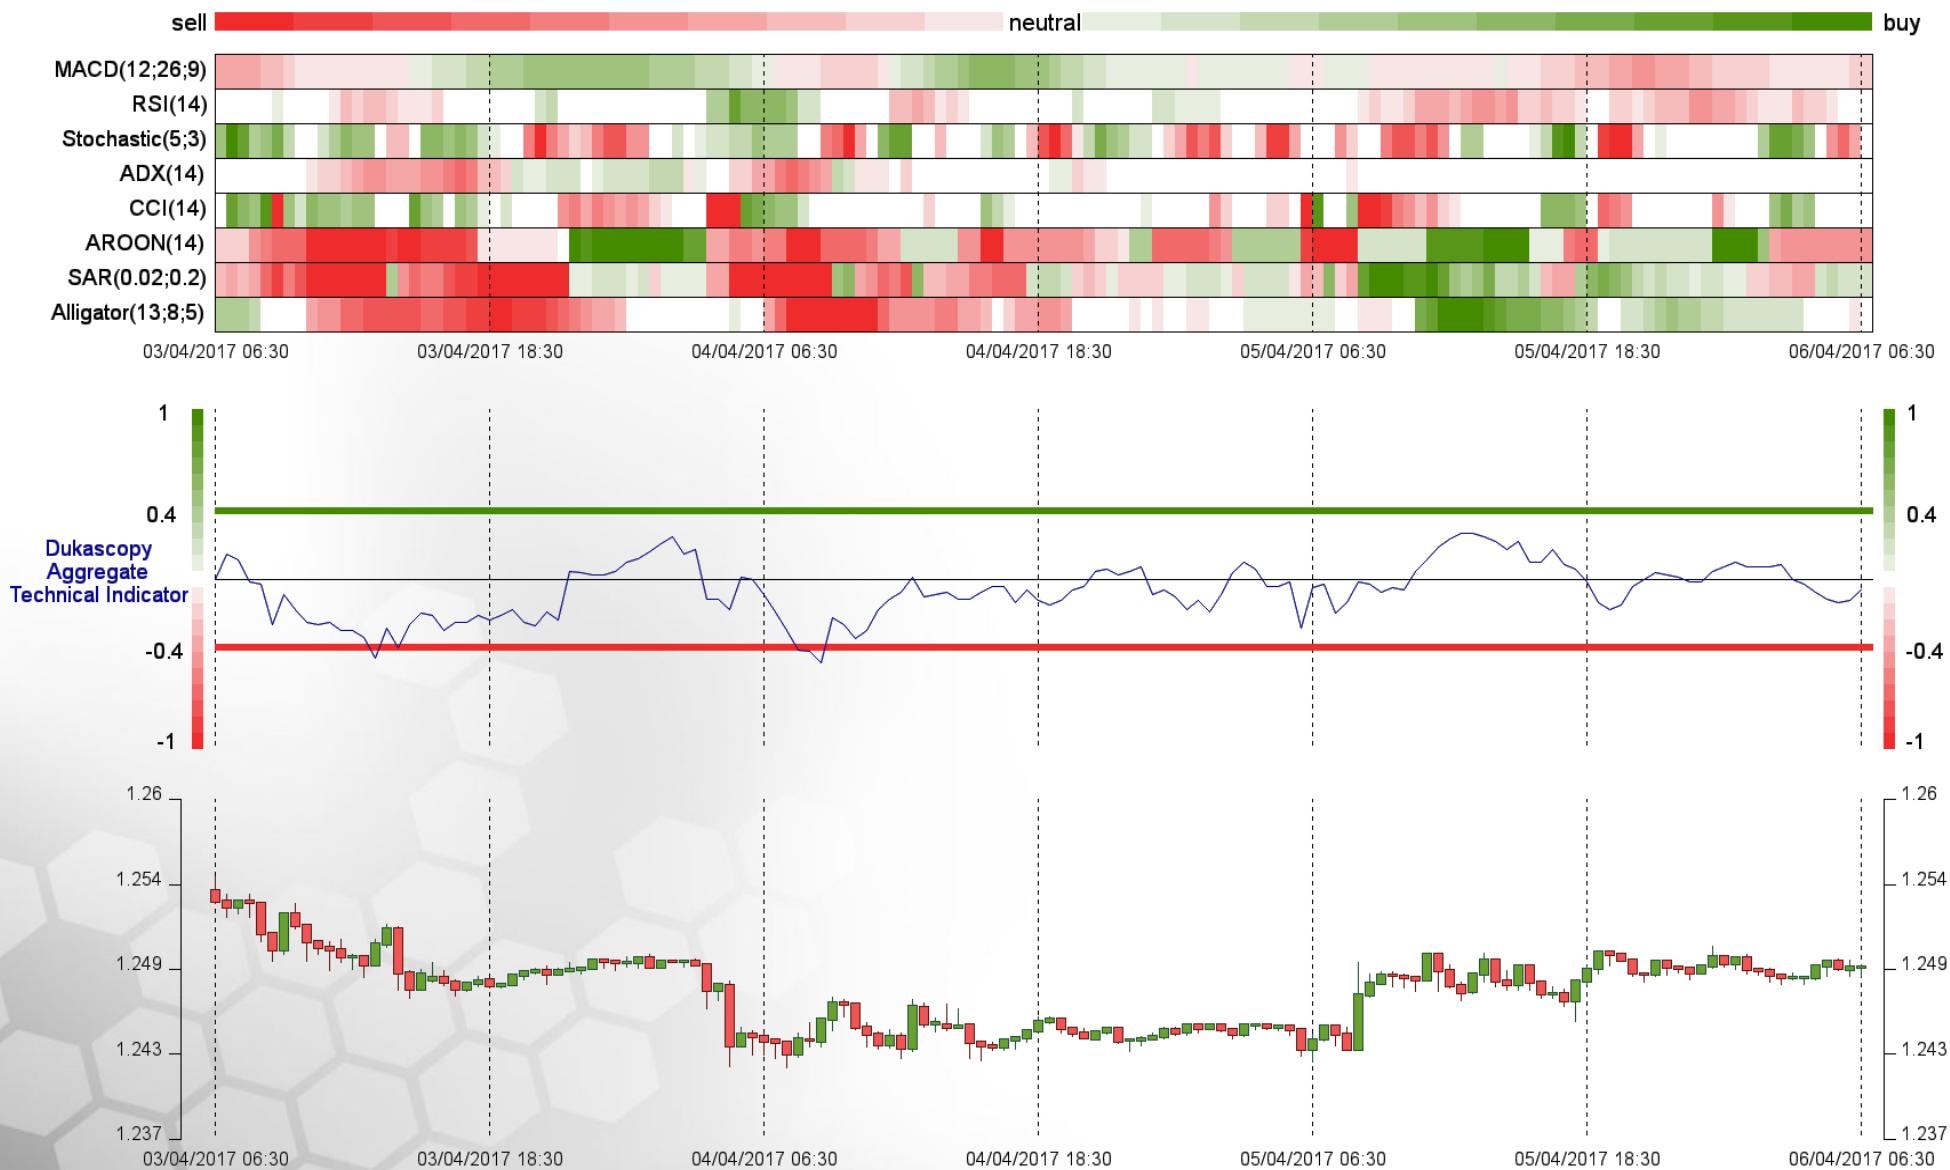 sell neutral buy
MACD(12;26;9)
RSI(14)
Stochastic(5;3)
ADX(14)
CCI(14)
AROON(14)
SAR(0.02;0.2)
Alligator(13;8;5)
03/04/2017 06:30 03/04/2017 18:30 04/04/2017 06:30 04/04/2017 18:30 05/04/2017 06:30 05/04/2017 18:30 06/04/2017 06:30
1 1
0.4 0.4
Dukascopy
Aggregate
Technical Indicator
-0.4 -0.4
-1 -1
1.26 1.26
1.254 1.254
1.249 1.249
1.243 1.243
1.237 1.237
03/04/2017 06:30 03/04/2017 18:30 04/04/2017 06:30 04/04/2017 18:30 05/04/2017 06:30 05/04/2017 18:30 06/04/2017 06:30